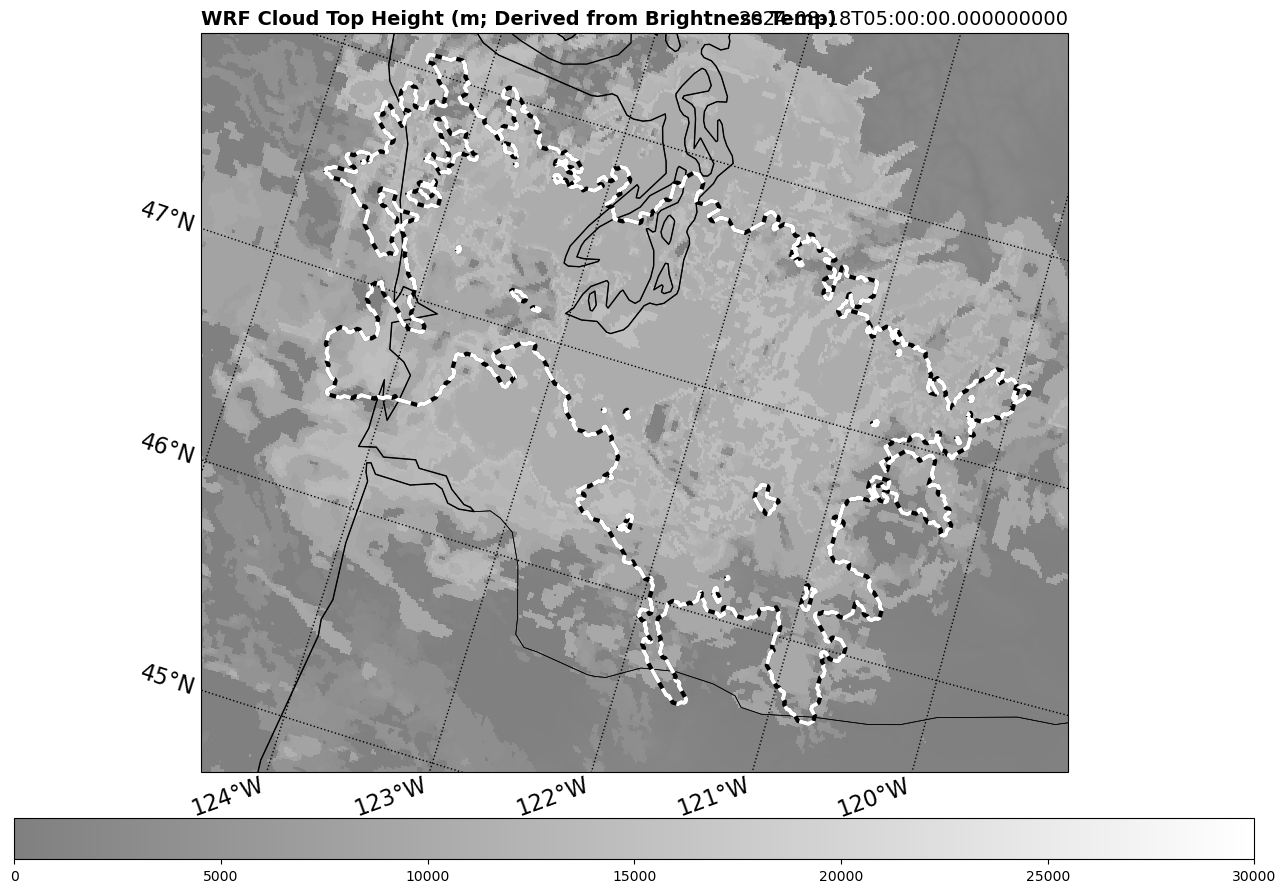 WRF Cloud Top Height (m; Derived from Brightness Temp)
2024-08-18T05:00:00.000000000
47°N
46°N
45°N
124°W 123°W 122°W 121°W 120°W
0 5000 10000 15000 20000 25000 30000